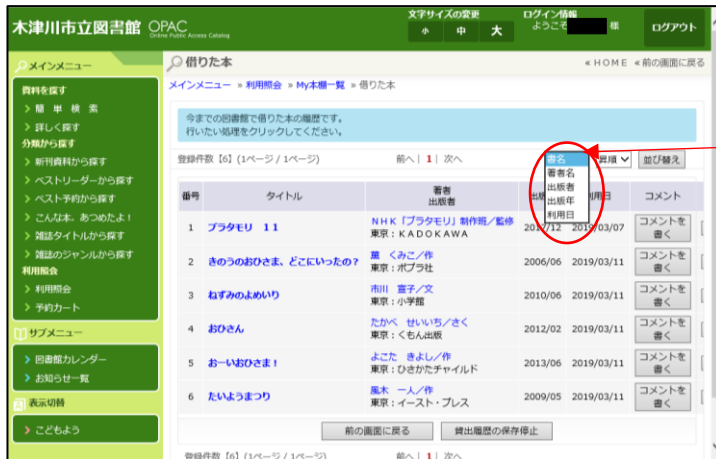 木津川市立図書館 OPAC
Online Public Access Catalog
文字サイズの変更
小 中 大
ログイン情報
ようこそ 様
ログアウト
メインメニュー
資料を探す
> 簡 単 検 索
> 詳しく探す
分類から探す
> 新刊資料から探す
> ベストリーダーから探す
> ベスト予約から探す
> こんな本、あつめたよ!
> 雑誌タイトルから探す
> 雑誌のジャンルから探す
利用照会
> 利用照会
> 予約カート
サブメニュー
> 図書館カレンダー
> お知らせ一覧
表示切替
> こどもよう
借りた本
« HOME «前の画面に戻る
メインメニュー » 利用照会 » My本棚一覧 » 借りた本
今までの図書館で借りた本の履歴です。
行いたい処理をクリックしてください。
登録件数【6】(1ページ / 1ページ) 前へ | 1 | 次へ
書名 昇順 並び替え
著者名
出版者
出版年
利用日
番号 タイトル 著者 出版者 コメント
1 ブラタモリ 11 NHK「ブラタモリ」制作班/監修 東京:KADOKAWA 2017/12 2019/03/07 コメントを書く
2 きのうのおひさま、どこにいったの? 薫 くみこ/作 東京:ポプラ社 2006/06 2019/03/11 コメントを書く
3 ねずみのよめいり 市川 宣子/文 東京:小学館 2010/06 2019/03/11 コメントを書く
4 おひさん たかべ せいいち/さく 東京:くもん出版 2012/02 2019/03/11 コメントを書く
5 おーいおひさま! よこた きよし/作 東京:ひさかたチャイルド 2013/06 2019/03/11 コメントを書く
6 たいようまつり 風木 一人/作 東京:イースト・プレス 2009/05 2019/03/11 コメントを書く
前の画面に戻る 貸出履歴の保存停止
登録件数【6】(1ページ / 1ページ) 前へ | 1 | 次へ